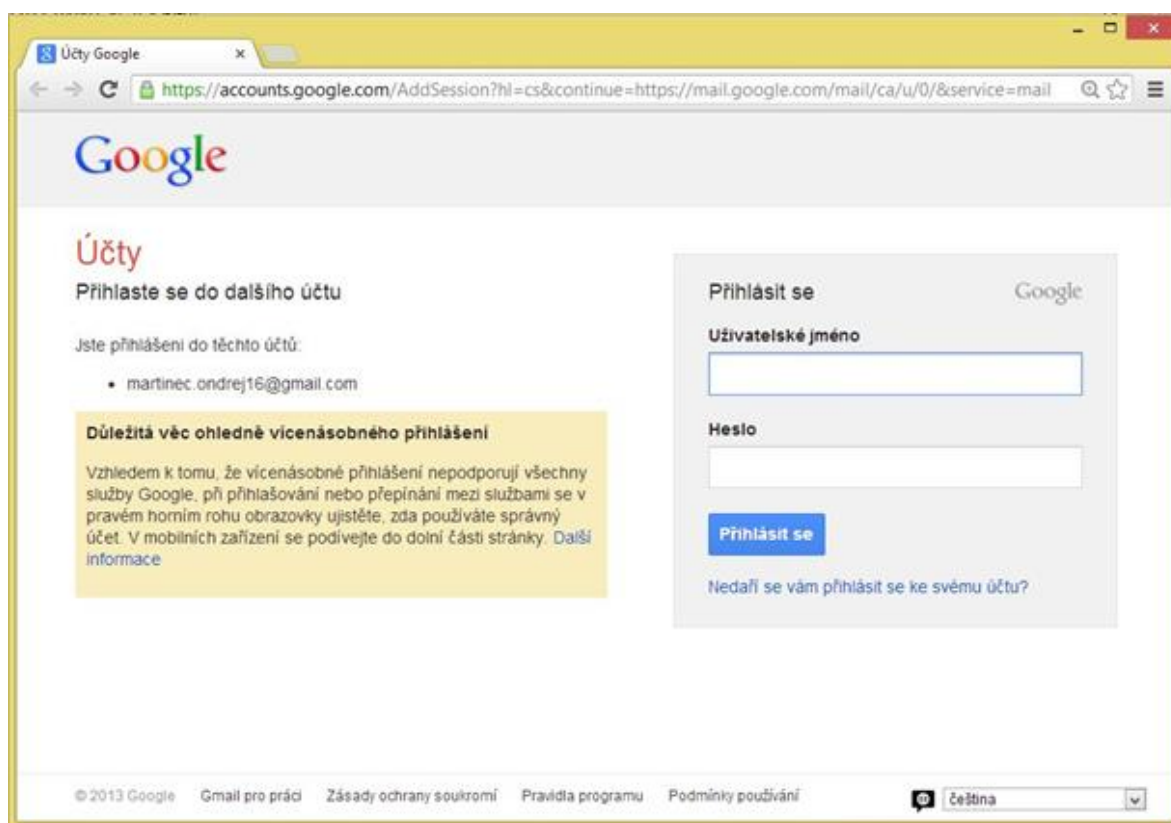 Účty Google
https://accounts.google.com/AddSession?hl=cs&continue=https://mail.google.com/mail/ca/u/0/&service=mail
Google
Účty
Přihlaste se do dalšího účtu
Jste přihlášeni do těchto účtů:
• martinec.ondrej16@gmail.com
Důležitá věc ohledně vícenásobného přihlášení
Vzhledem k tomu, že vícenásobné přihlášení nepodporují všechny
služby Google, při přihlašování nebo přepínání mezi službami se v
pravém horním rohu obrazovky ujistěte, zda používáte správný
účet. V mobilních zařízení se podívejte do dolní části stránky. Další
informace
Přihlásit se Google
Uživatelské jméno
Heslo
Přihlásit se
Nedaří se vám přihlásit se ke svému účtu?
© 2013 Google Gmail pro práci Zásady ochrany soukromí Pravidla programu Podmínky používání čeština